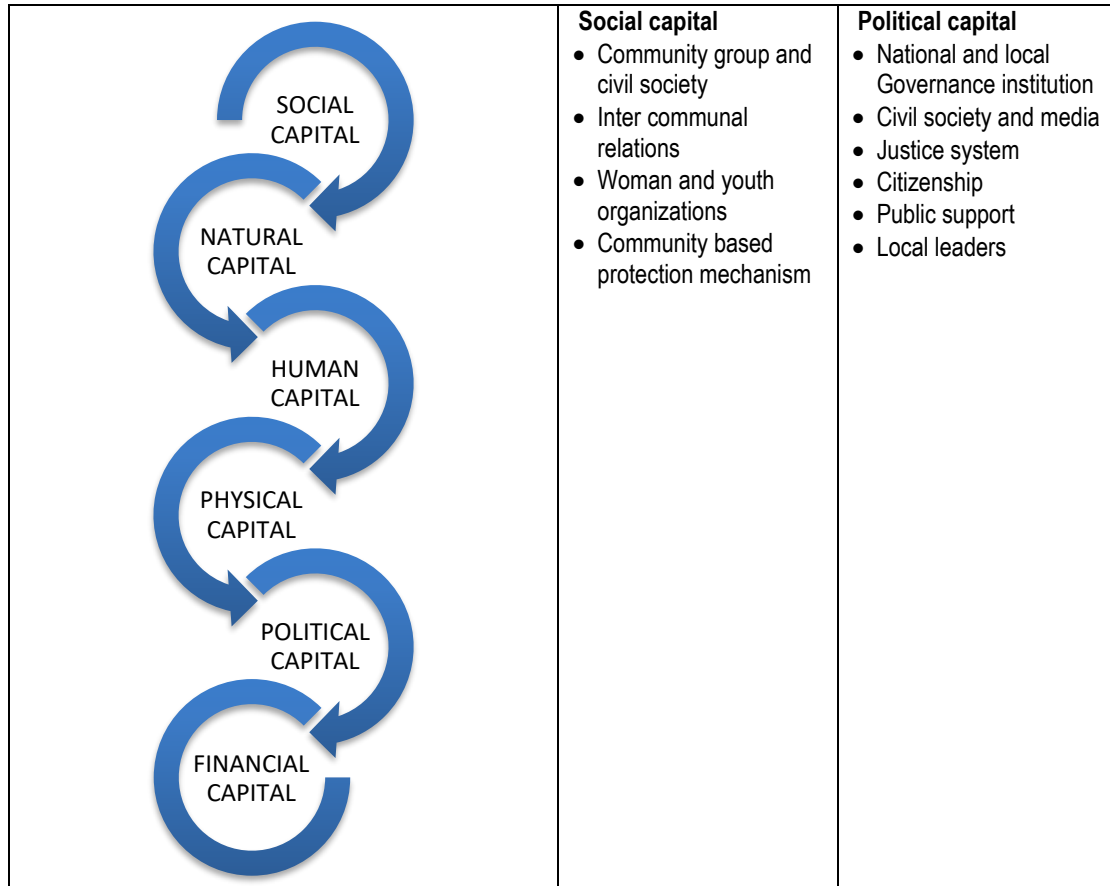 SOCIAL
CAPITAL
NATURAL
CAPITAL
HUMAN
CAPITAL
PHYSICAL
CAPITAL
POLITICAL
CAPITAL
FINANCIAL
CAPITAL
Social capital
• Community group and
civil society
• Inter communal
relations
• Woman and youth
organizations
• Community based
protection mechanism
Political capital
• National and local
Governance institution
• Civil society and media
• Justice system
• Citizenship
• Public support
• Local leaders